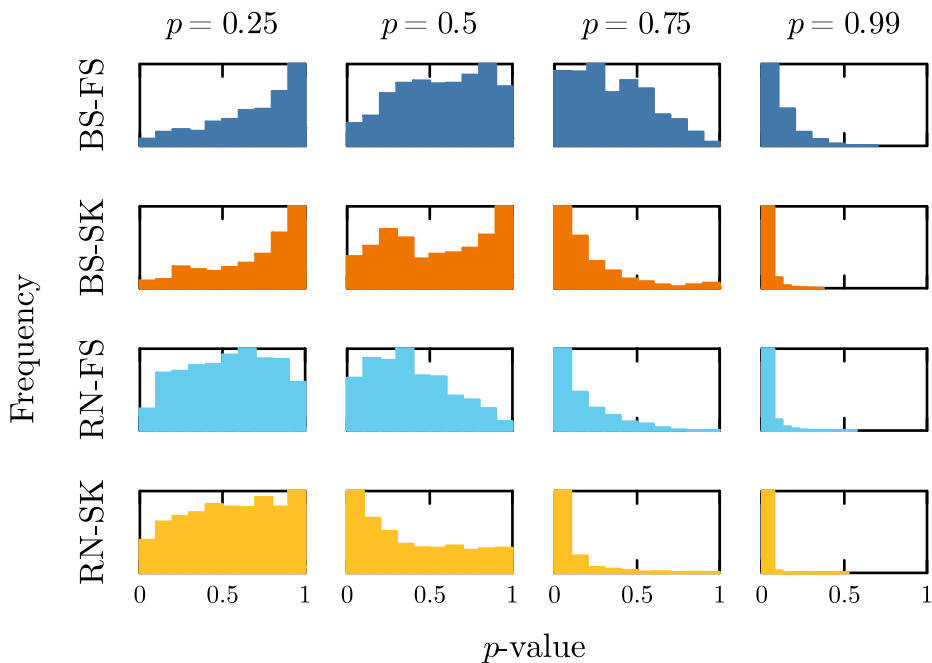 p = 0.25 p = 0.5 p = 0.75 p = 0.99
BS-FS
BS-SK
RN-FS
RN-SK
Frequency
0 0.5 1 0 0.5 1 0 0.5 1 0 0.5 1
p-value